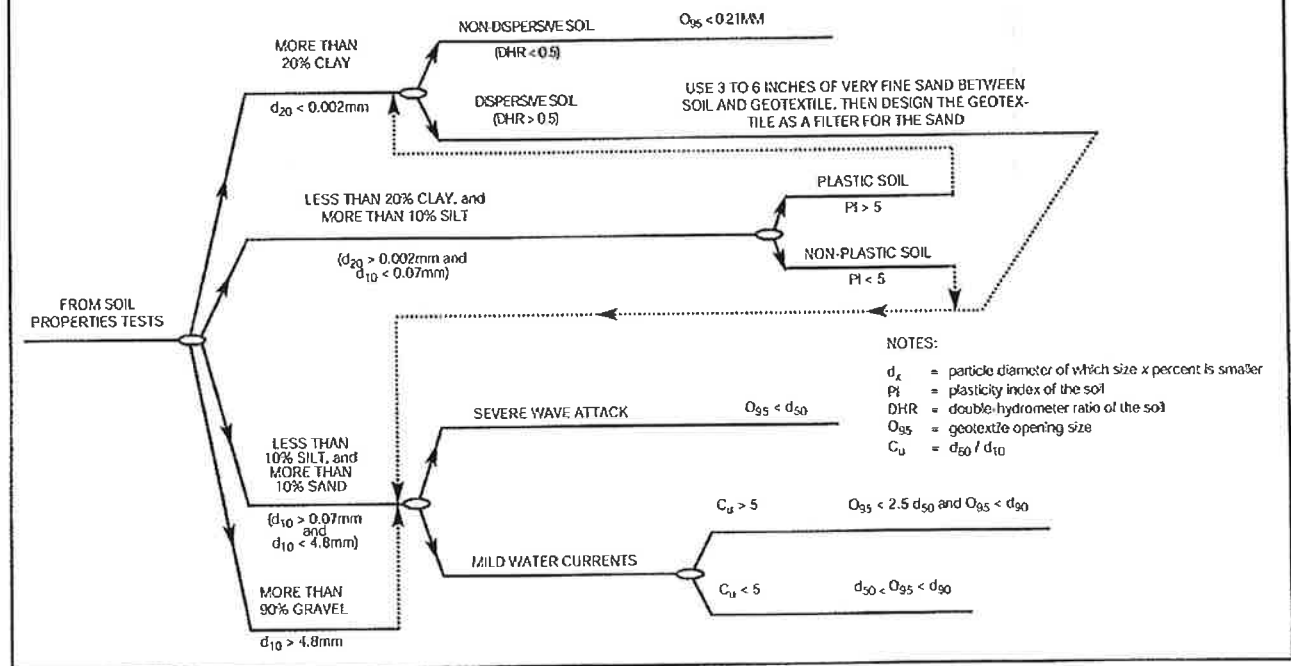 NON-DISPERSIVE SOIL
O95 < 0.21MM
(DHR < 0.5)
MORE THAN
20% CLAY
d20 < 0.002mm
DISPERSIVE SOIL
(DHR > 0.5)
USE 3 TO 6 INCHES OF VERY FINE SAND BETWEEN
SOIL AND GEOTEXTILE, THEN DESIGN THE GEOTEX-
TILE AS A FILTER FOR THE SAND
LESS THAN 20% CLAY, and
MORE THAN 10% SILT
(d20 > 0.002mm and
d10 < 0.07mm)
PLASTIC SOIL
PI > 5
NON-PLASTIC SOIL
PI < 5
FROM SOIL
PROPERTIES TESTS
NOTES:
dx = particle diameter of which size x percent is smaller
PI = plasticity index of the soil
DHR = double-hydrometer ratio of the soil
O95 = geotextile opening size
Cu = d60 / d10
SEVERE WAVE ATTACK
O95 < d50
LESS THAN
10% SILT, and
MORE THAN
10% SAND
(d10 > 0.07mm
and
d10 < 4.8mm)
MILD WATER CURRENTS
Cu > 5
O95 < 2.5 d50 and O95 < d90
Cu < 5
d50 < O95 < d90
MORE THAN
90% GRAVEL
d10 > 4.8mm